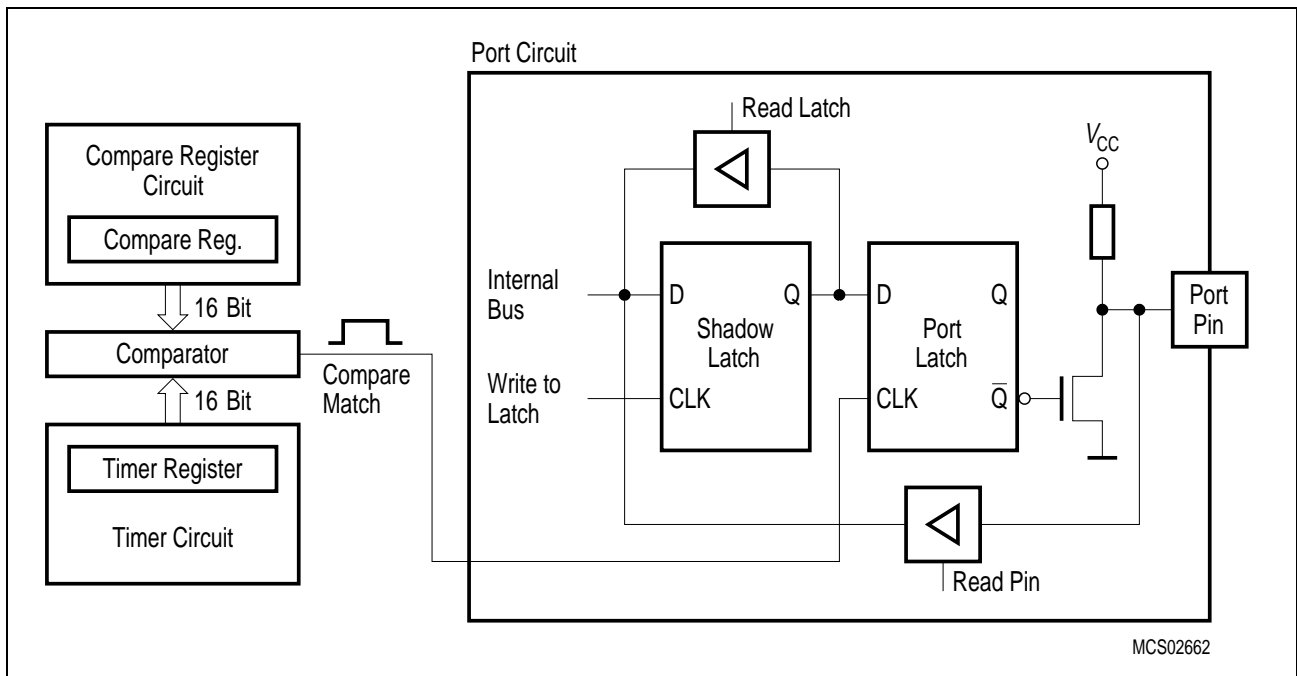 Port Circuit
Read Latch
Compare Register
Circuit
Compare Reg.
16 Bit
Comparator
16 Bit
Timer Register
Timer Circuit
Compare
Match
Internal
Bus
Write to
Latch
D
Q
Shadow
Latch
CLK
D
Q
Port
Latch
CLK
Q̅
VCC
Port
Pin
Read Pin
MCS02662